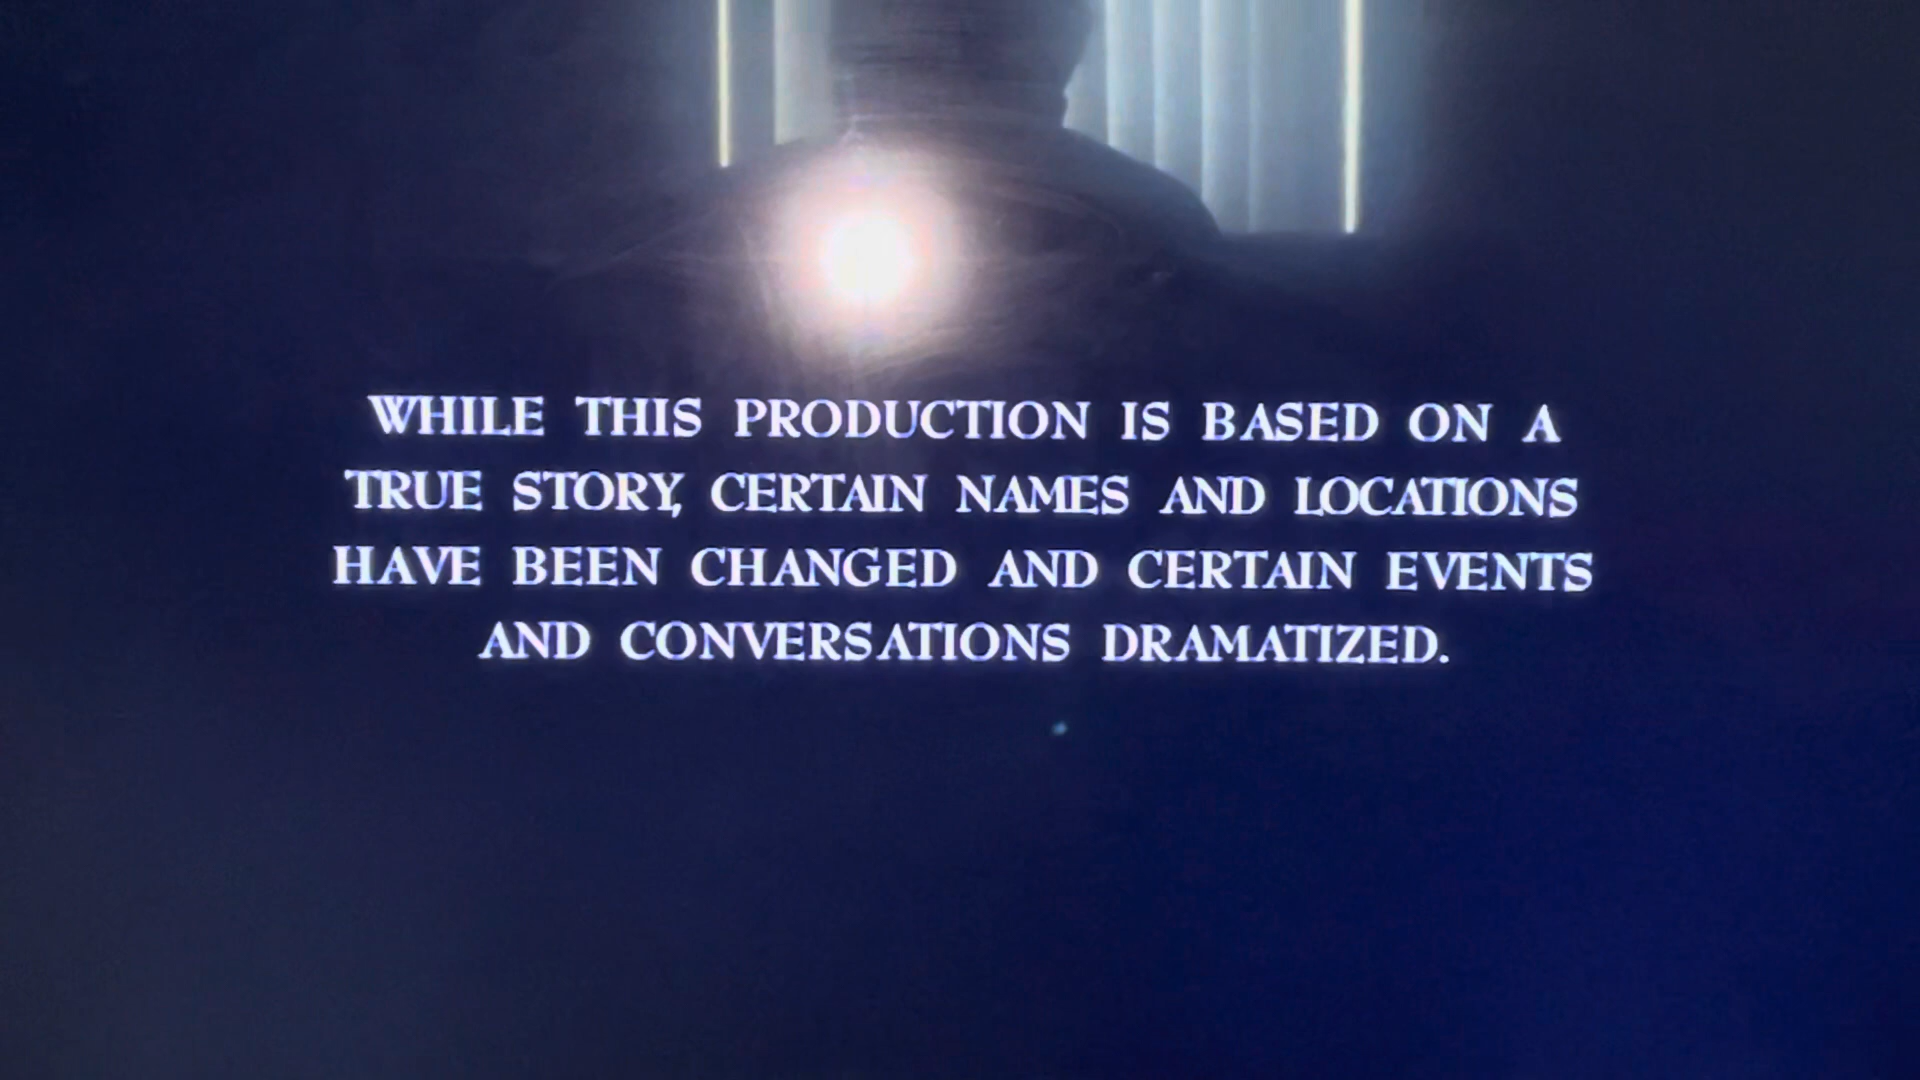 WHILE THIS PRODUCTION IS BASED ON A
TRUE STORY, CERTAIN NAMES AND LOCATIONS
HAVE BEEN CHANGED AND CERTAIN EVENTS
AND CONVERSATIONS DRAMATIZED.